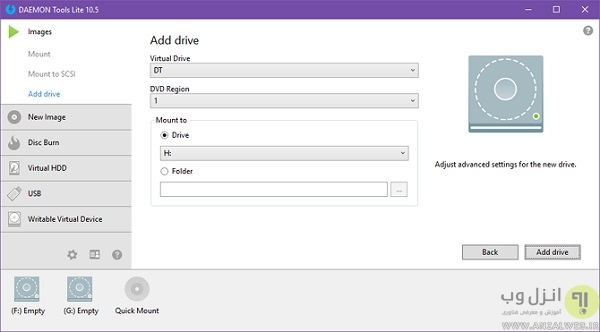 DAEMON Tools Lite 10.5
Images
Mount
Mount to SCSI
Add drive
New Image
Disc Burn
Virtual HDD
USB
Writable Virtual Device
Add drive
Virtual Drive
DT
DVD Region
1
Mount to
Drive
H:
Folder
...
Adjust advanced settings for the new drive.
Back
Add drive
(F:) Empty
(G:) Empty
Quick Mount
انزل وب
آموزش و معرفی فناوری
WWW.ANZALWEB.IR